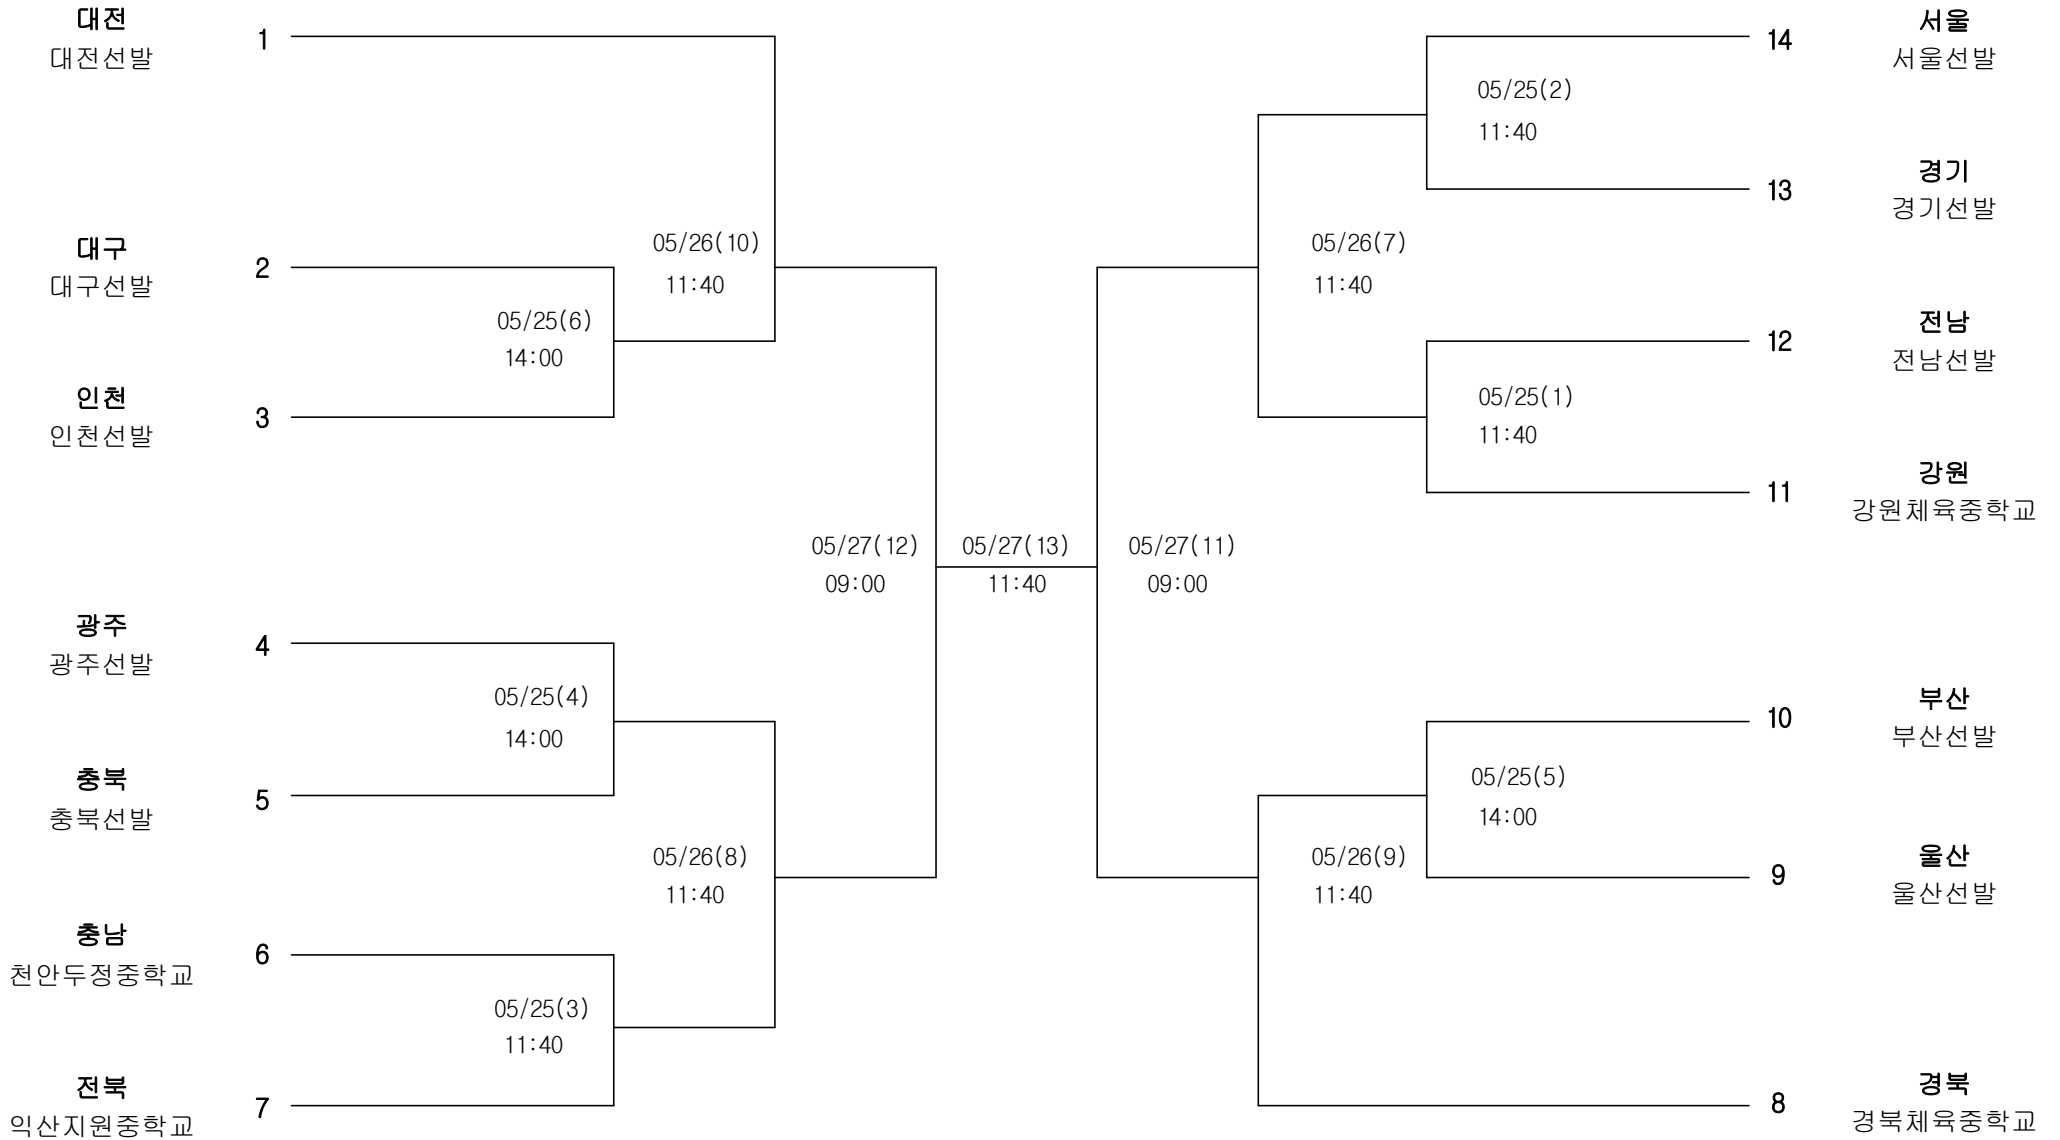 대전
대전선발
1
대구
대구선발
2
인천
인천선발
3
광주
광주선발
4
충북
충북선발
5
충남
천안두정중학교
6
전북
익산지원중학교
7
05/25(6)
14:00
05/25(4)
14:00
05/25(3)
11:40
05/26(10)
11:40
05/26(8)
11:40
05/27(12)
09:00
05/27(13)
11:40
05/27(11)
09:00
05/26(7)
11:40
05/26(9)
11:40
05/25(2)
11:40
05/25(1)
11:40
05/25(5)
14:00
14
서울
서울선발
13
경기
경기선발
12
전남
전남선발
11
강원
강원체육중학교
10
부산
부산선발
9
울산
울산선발
8
경북
경북체육중학교